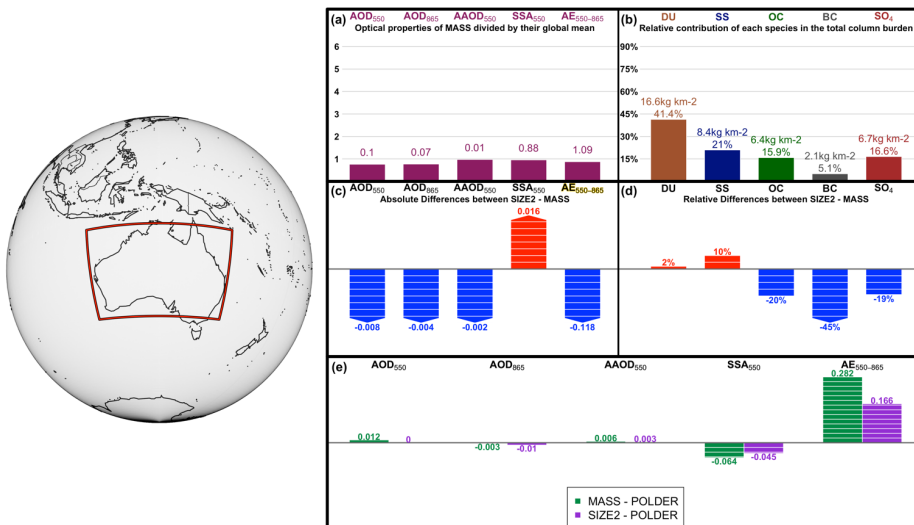 (a) AOD550 AOD865 AAOD550 SSA550 AE550–865
Optical properties of MASS divided by their global mean
6
5
4
3
2
1
0.1 0.07 0.01 0.88 1.09
(b) DU SS OC BC SO4
Relative contribution of each species in the total column burden
90%
75%
60%
45%
30%
15%
16.6kg km-2
41.4%
8.4kg km-2
21%
6.4kg km-2
15.9%
2.1kg km-2
5.1%
6.7kg km-2
16.6%
(c) AOD550 AOD865 AAOD550 SSA550 AE550–865
Absolute Differences between SIZE2 - MASS
0.016
-0.008 -0.004 -0.002 -0.118
(d) DU SS OC BC SO4
Relative Differences between SIZE2 - MASS
2% 10%
-20% -45% -19%
(e) AOD550 AOD865 AAOD550 SSA550 AE550–865
0.012 0 -0.003 -0.01 0.006 0.003 -0.064 -0.045 0.282 0.166
MASS - POLDER
SIZE2 - POLDER